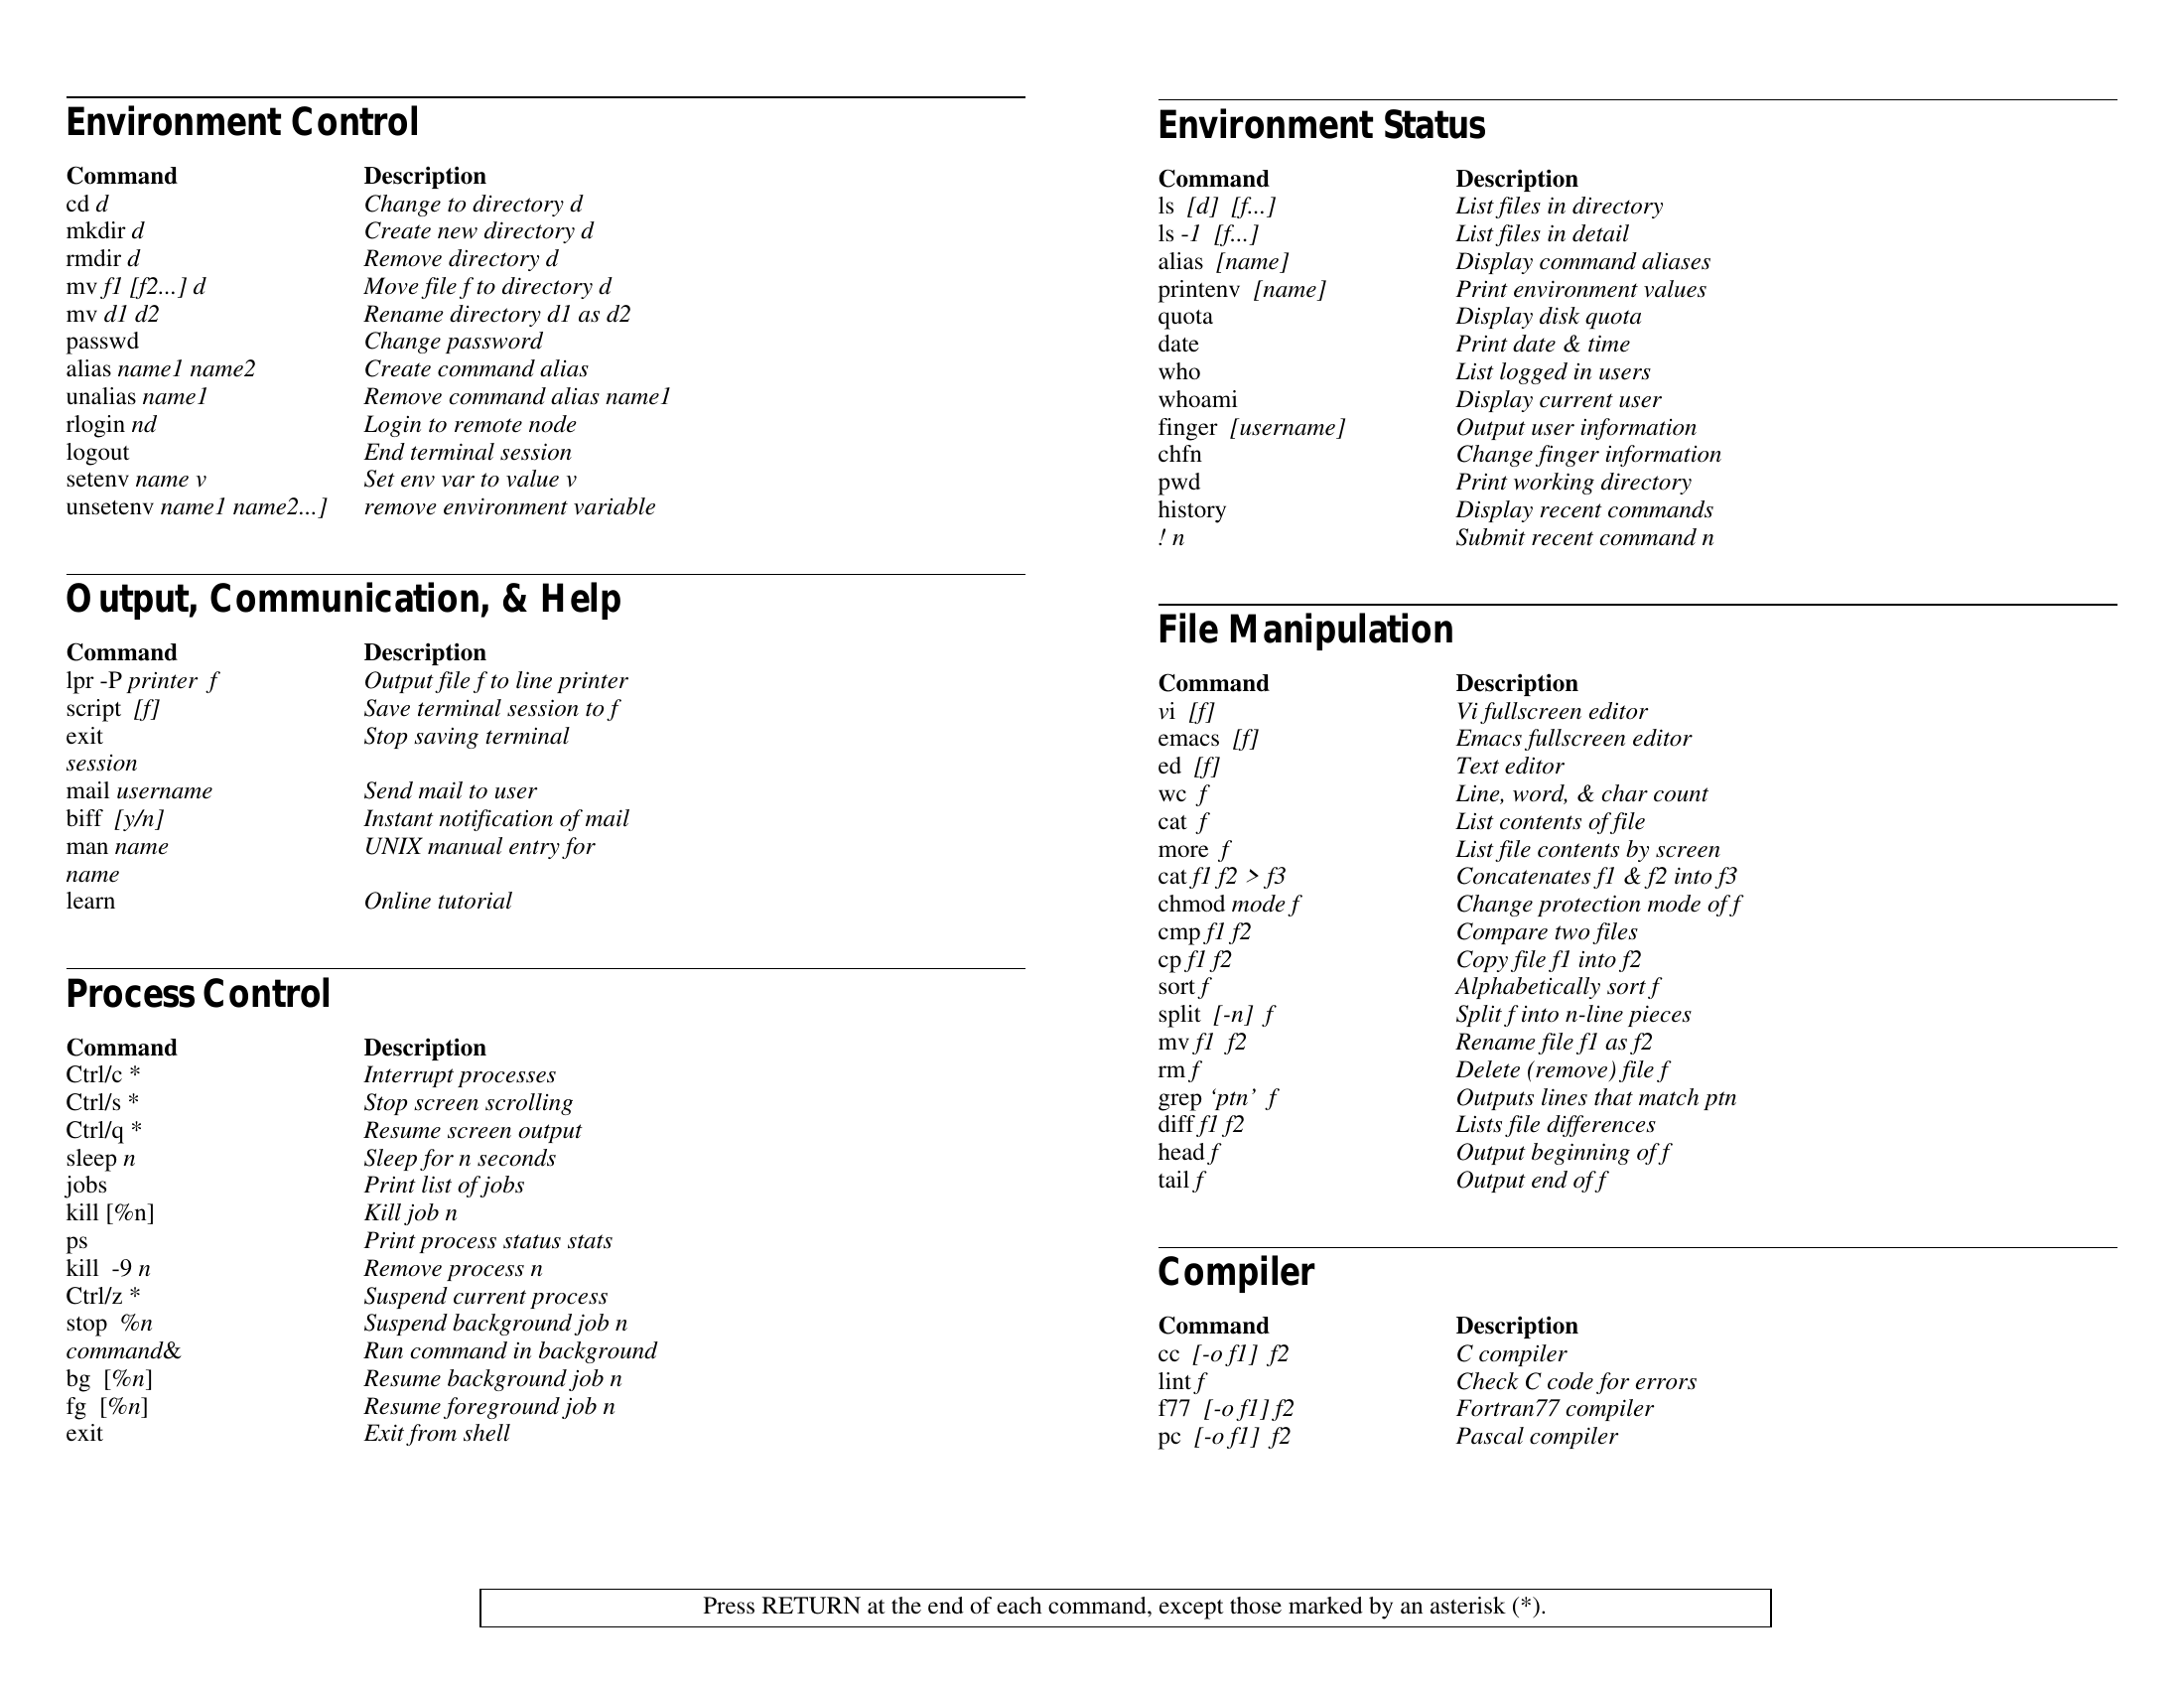 Environment Control
Command Description
cd d Change to directory d
mkdir d Create new directory d
rmdir d Remove directory d
mv f1 [f2...] d Move file f to directory d
mv d1 d2 Rename directory d1 as d2
passwd Change password
alias name1 name2 Create command alias
unalias name1 Remove command alias name1
rlogin nd Login to remote node
logout End terminal session
setenv name v Set env var to value v
unsetenv name1 name2...] remove environment variable
Output, Communication, & Help
Command Description
lpr -P printer f Output file f to line printer
script [f] Save terminal session to f
exit Stop saving terminal
session
mail username Send mail to user
biff [y/n] Instant notification of mail
man name UNIX manual entry for
name
learn Online tutorial
Process Control
Command Description
Ctrl/c * Interrupt processes
Ctrl/s * Stop screen scrolling
Ctrl/q * Resume screen output
sleep n Sleep for n seconds
jobs Print list of jobs
kill [%n] Kill job n
ps Print process status stats
kill -9 n Remove process n
Ctrl/z * Suspend current process
stop %n Suspend background job n
command& Run command in background
bg [%n] Resume background job n
fg [%n] Resume foreground job n
exit Exit from shell
Environment Status
Command Description
ls [d] [f...] List files in directory
ls -1 [f...] List files in detail
alias [name] Display command aliases
printenv [name] Print environment values
quota Display disk quota
date Print date & time
who List logged in users
whoami Display current user
finger [username] Output user information
chfn Change finger information
pwd Print working directory
history Display recent commands
! n Submit recent command n
File Manipulation
Command Description
vi [f] Vi fullscreen editor
emacs [f] Emacs fullscreen editor
ed [f] Text editor
wc f Line, word, & char count
cat f List contents of file
more f List file contents by screen
cat f1 f2 > f3 Concatenates f1 & f2 into f3
chmod mode f Change protection mode of f
cmp f1 f2 Compare two files
cp f1 f2 Copy file f1 into f2
sort f Alphabetically sort f
split [-n] f Split f into n-line pieces
mv f1 f2 Rename file f1 as f2
rm f Delete (remove) file f
grep ‘ptn’ f Outputs lines that match ptn
diff f1 f2 Lists file differences
head f Output beginning of f
tail f Output end of f
Compiler
Command Description
cc [-o f1] f2 C compiler
lint f Check C code for errors
f77 [-o f1] f2 Fortran77 compiler
pc [-o f1] f2 Pascal compiler
Press RETURN at the end of each command, except those marked by an asterisk (*).